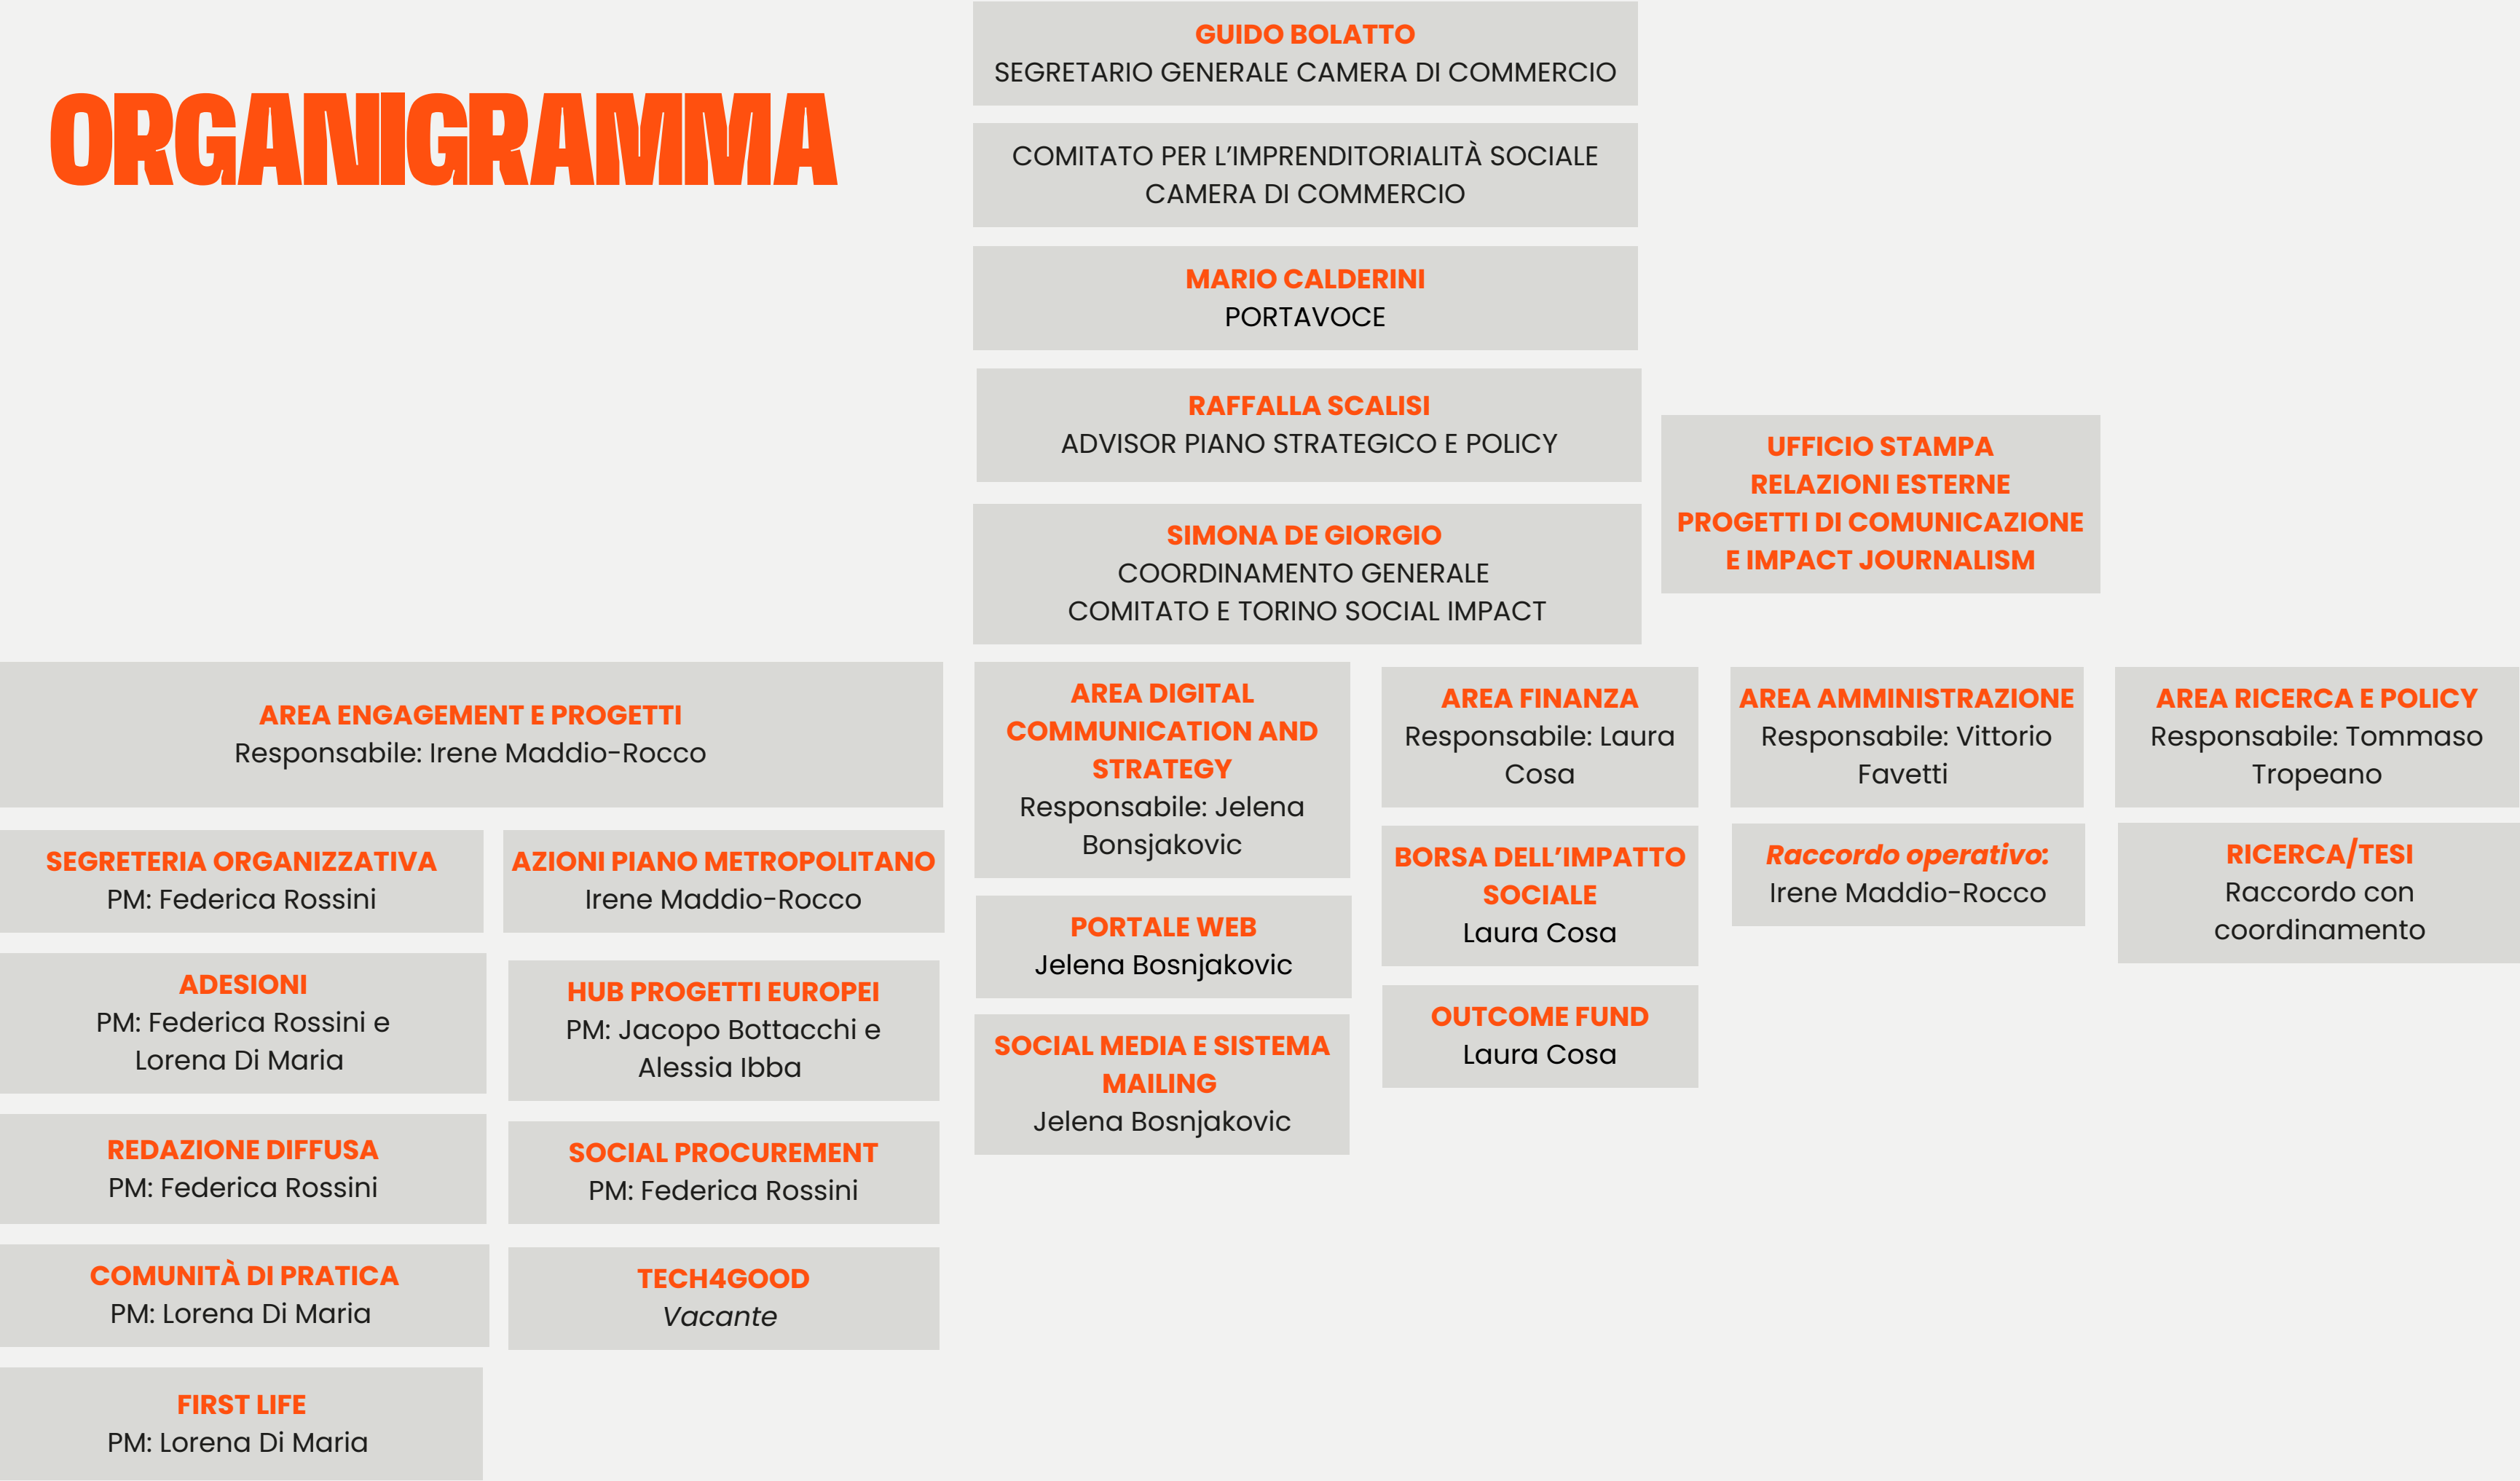 ORGANIGRAMMA
GUIDO BOLATTO
SEGRETARIO GENERALE CAMERA DI COMMERCIO
COMITATO PER L’IMPRENDITORIALITÀ SOCIALE
CAMERA DI COMMERCIO
MARIO CALDERINI
PORTAVOCE
RAFFALLA SCALISI
ADVISOR PIANO STRATEGICO E POLICY
UFFICIO STAMPA
RELAZIONI ESTERNE
PROGETTI DI COMUNICAZIONE
E IMPACT JOURNALISM
SIMONA DE GIORGIO
COORDINAMENTO GENERALE
COMITATO E TORINO SOCIAL IMPACT
AREA ENGAGEMENT E PROGETTI
Responsabile: Irene Maddio-Rocco
SEGRETERIA ORGANIZZATIVA
PM: Federica Rossini
ADESIONI
PM: Federica Rossini e
Lorena Di Maria
REDAZIONE DIFFUSA
PM: Federica Rossini
COMUNITÀ DI PRATICA
PM: Lorena Di Maria
FIRST LIFE
PM: Lorena Di Maria
AZIONI PIANO METROPOLITANO
Irene Maddio-Rocco
HUB PROGETTI EUROPEI
PM: Jacopo Bottacchi e
Alessia Ibba
SOCIAL PROCUREMENT
PM: Federica Rossini
TECH4GOOD
Vacante
AREA DIGITAL
COMMUNICATION AND
STRATEGY
Responsabile: Jelena
Bonsjakovic
PORTALE WEB
Jelena Bosnjakovic
SOCIAL MEDIA E SISTEMA
MAILING
Jelena Bosnjakovic
AREA FINANZA
Responsabile: Laura
Cosa
BORSA DELL’IMPATTO
SOCIALE
Laura Cosa
OUTCOME FUND
Laura Cosa
AREA AMMINISTRAZIONE
Responsabile: Vittorio
Favetti
Raccordo operativo:
Irene Maddio-Rocco
AREA RICERCA E POLICY
Responsabile: Tommaso
Tropeano
RICERCA/TESI
Raccordo con
coordinamento